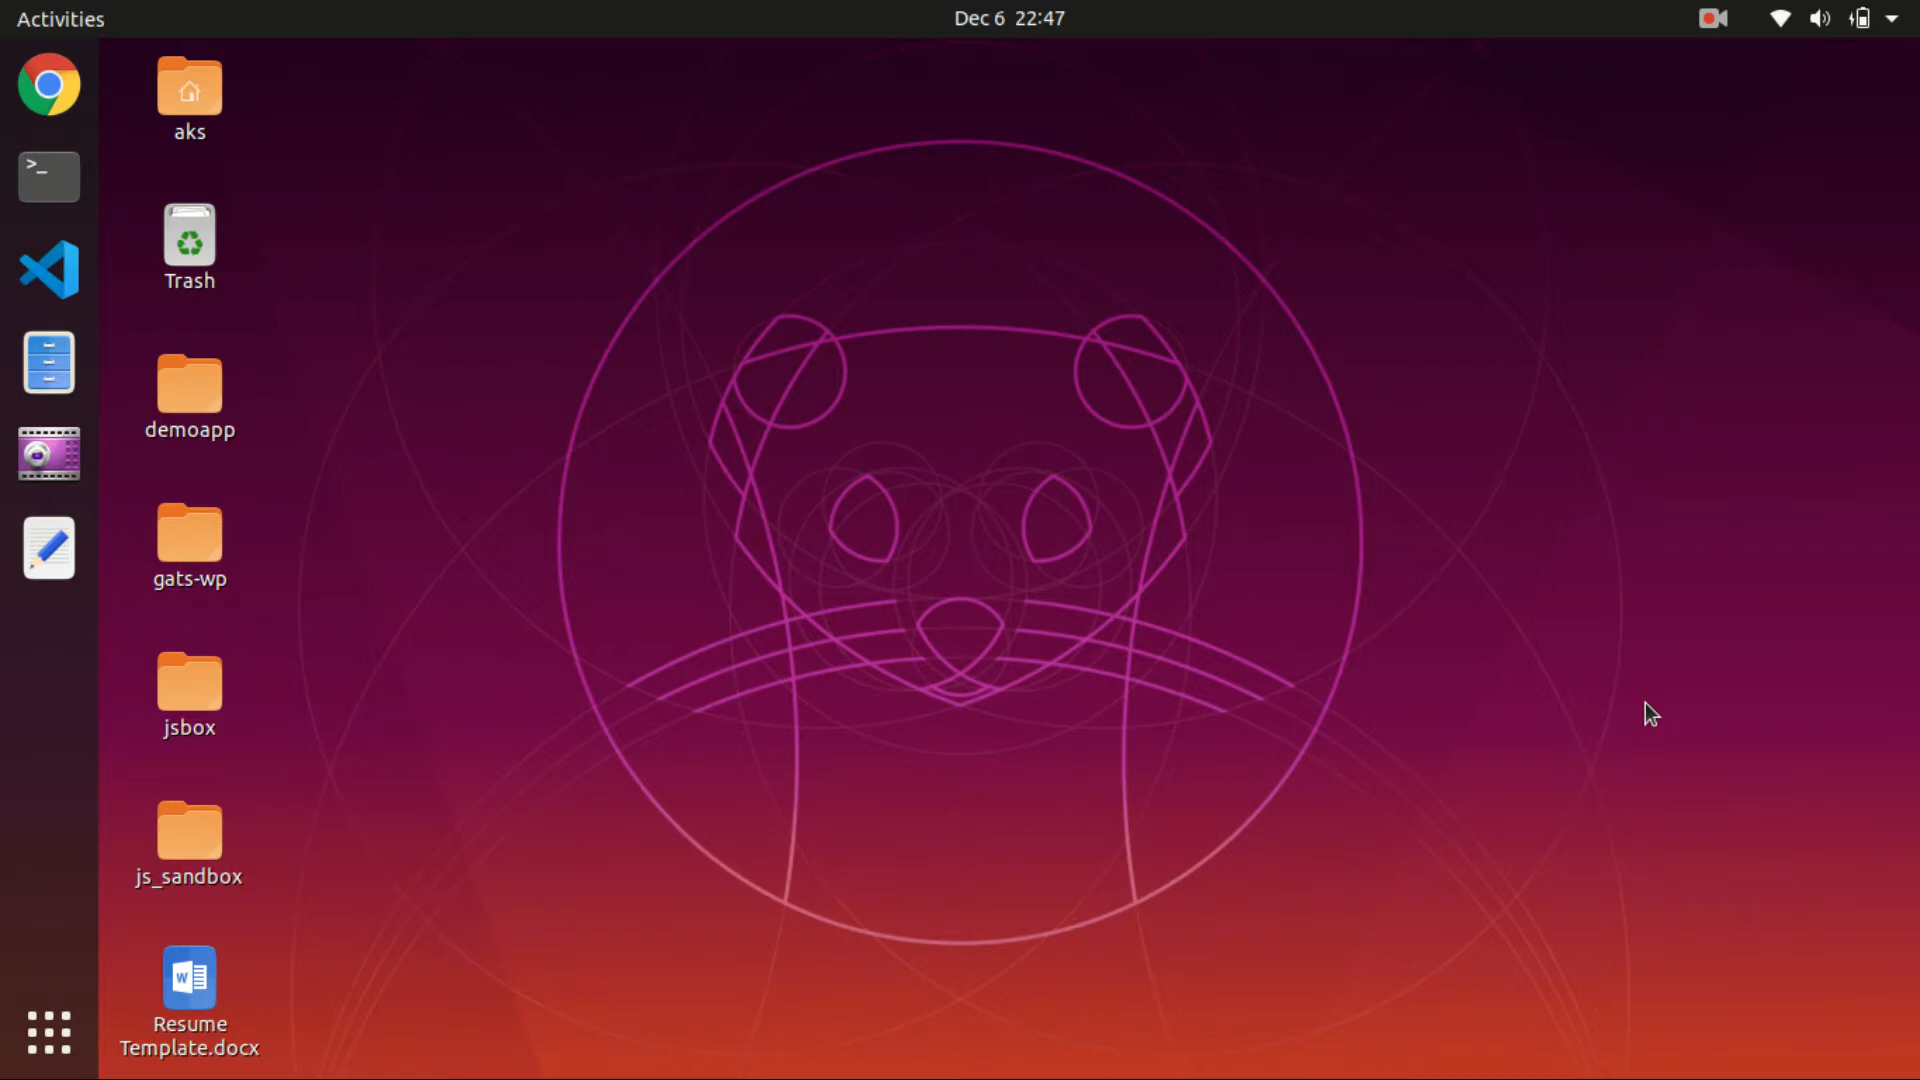 Activities
Dec 6 22:47
aks
>_
Trash
demoapp
gats-wp
jsbox
js_sandbox
W
Resume
Template.docx